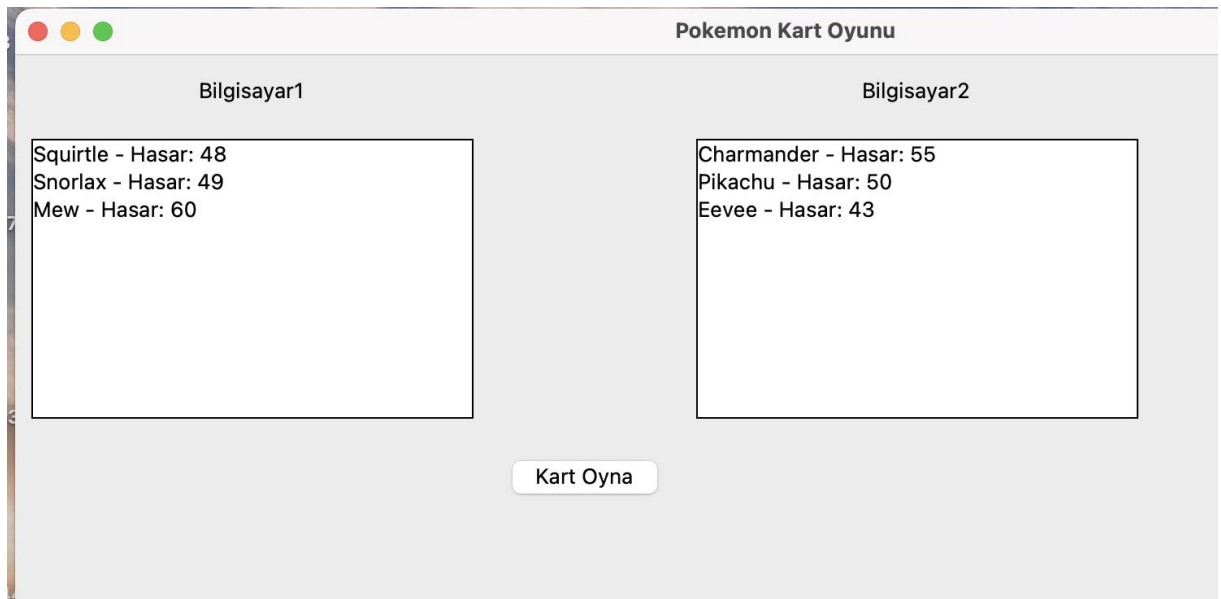 Pokemon Kart Oyunu
Bilgisayar1
Bilgisayar2
Squirtle - Hasar: 48
Snorlax - Hasar: 49
Mew - Hasar: 60
Charmander - Hasar: 55
Pikachu - Hasar: 50
Eevee - Hasar: 43
Kart Oyna